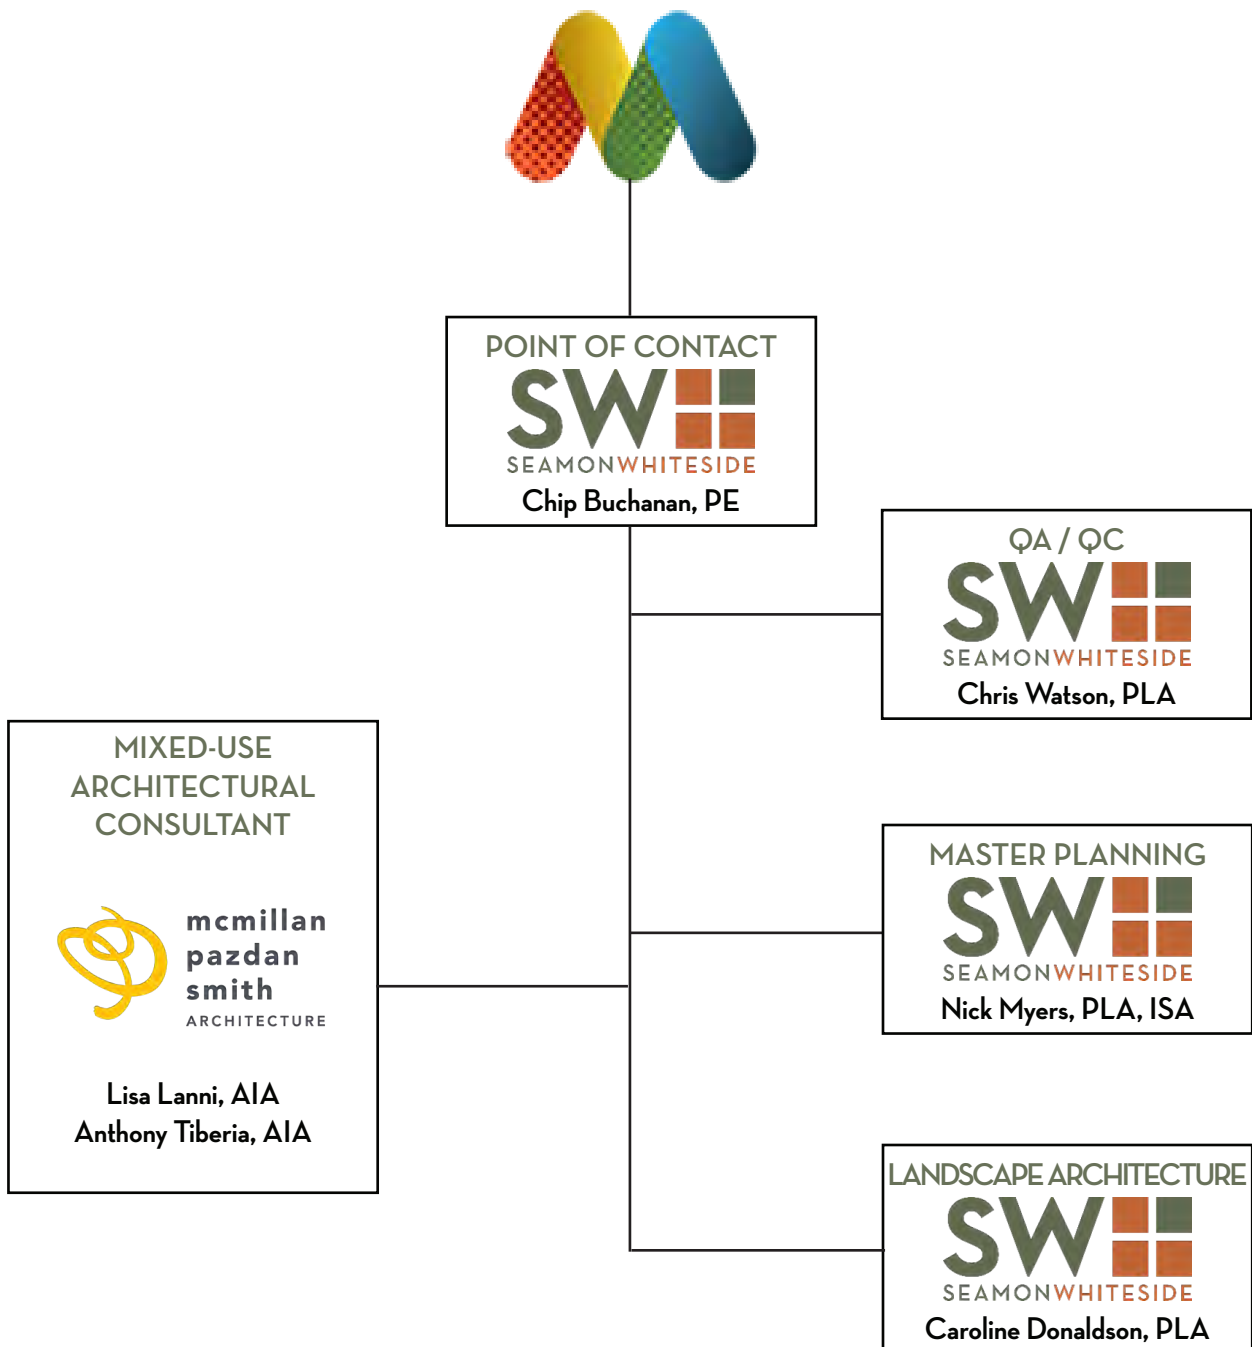 POINT OF CONTACT
SW
SEAMONWHITESIDE
Chip Buchanan, PE
QA / QC
SW
SEAMONWHITESIDE
Chris Watson, PLA
MIXED-USE
ARCHITECTURAL
CONSULTANT
mcmillan
pazdan
smith
ARCHITECTURE
Lisa Lanni, AIA
Anthony Tiberia, AIA
MASTER PLANNING
SW
SEAMONWHITESIDE
Nick Myers, PLA, ISA
LANDSCAPE ARCHITECTURE
SW
SEAMONWHITESIDE
Caroline Donaldson, PLA